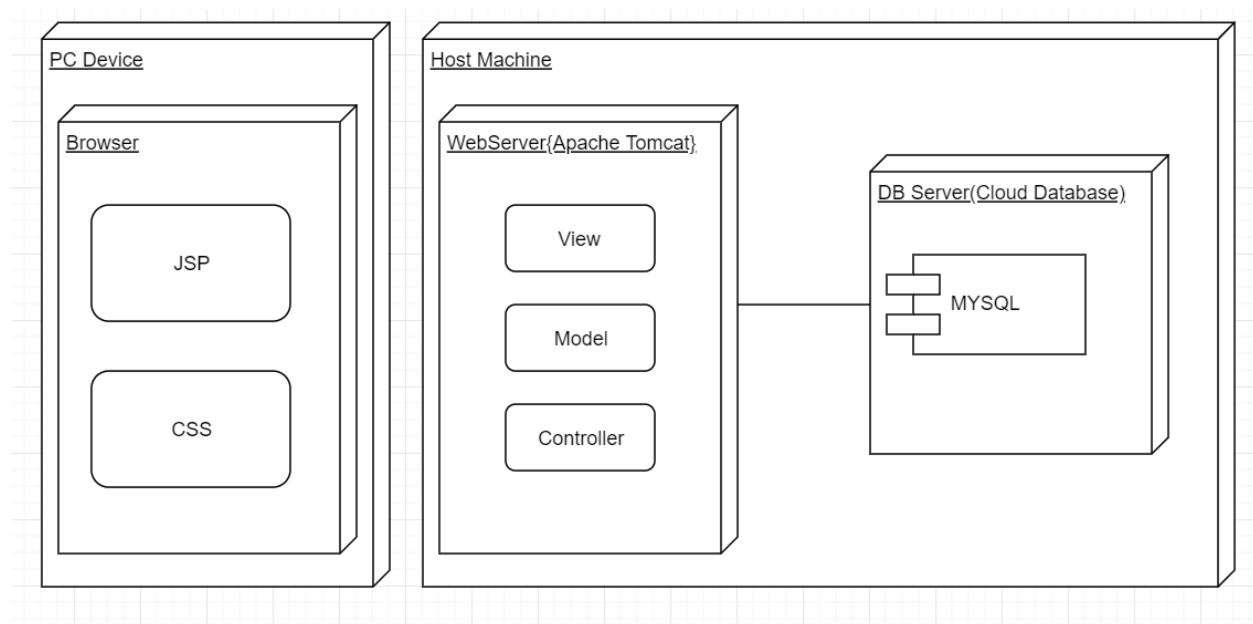 PC Device
Browser
JSP
CSS
Host Machine
WebServer{Apache Tomcat}
View
Model
Controller
DB Server(Cloud Database)
MYSQL